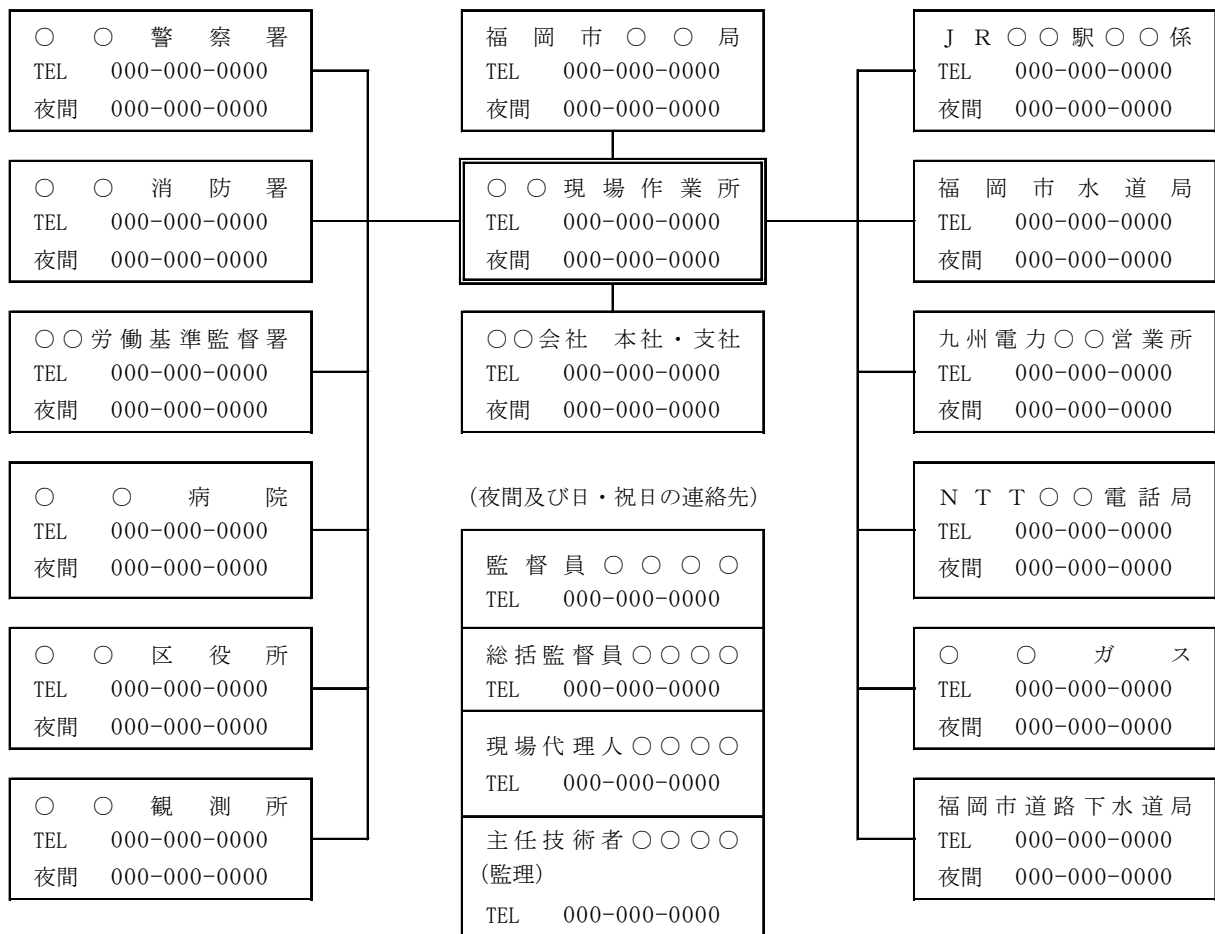 ○○警察署
TEL 000-000-0000
夜間 000-000-0000
○○消防署
TEL 000-000-0000
夜間 000-000-0000
○○労働基準監督署
TEL 000-000-0000
夜間 000-000-0000
○○病院
TEL 000-000-0000
夜間 000-000-0000
○○区役所
TEL 000-000-0000
夜間 000-000-0000
○○観測所
TEL 000-000-0000
夜間 000-000-0000
福岡市○○局
TEL 000-000-0000
夜間 000-000-0000
○○現場作業所
TEL 000-000-0000
夜間 000-000-0000
○○会社 本社・支社
TEL 000-000-0000
夜間 000-000-0000
(夜間及び日・祝日の連絡先)
監督員○○○○
TEL 000-000-0000
総括監督員○○○○
TEL 000-000-0000
現場代理人○○○○
TEL 000-000-0000
主任技術者○○○○
(監理)
TEL 000-000-0000
JR○○駅○○係
TEL 000-000-0000
夜間 000-000-0000
福岡市水道局
TEL 000-000-0000
夜間 000-000-0000
九州電力○○営業所
TEL 000-000-0000
夜間 000-000-0000
NTT○○電話局
TEL 000-000-0000
夜間 000-000-0000
○○ガス
TEL 000-000-0000
夜間 000-000-0000
福岡市道路下水道局
TEL 000-000-0000
夜間 000-000-0000